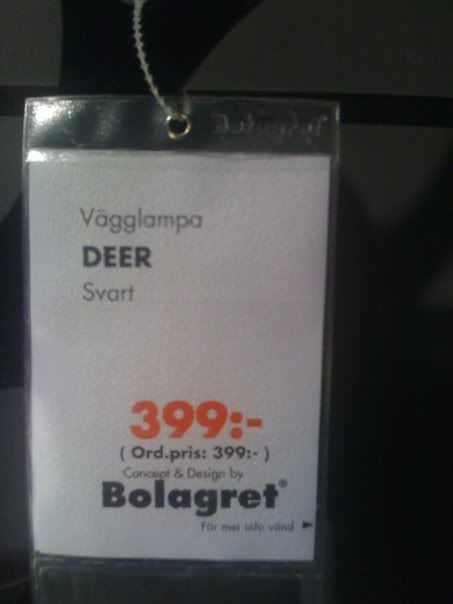 Bolagret
Vägglampa
DEER
Svart
399:-
( Ord.pris: 399:- )
Concept & Design by
Bolagret®
För mer info vänd ►